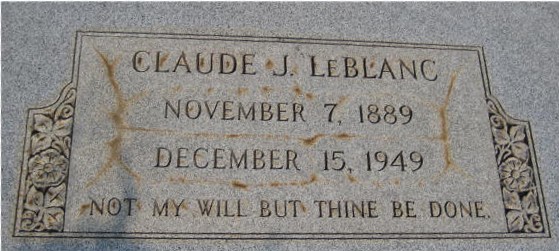 CLAUDE J. LEBLANC
NOVEMBER 7, 1889
DECEMBER 15, 1949
NOT MY WILL BUT THINE BE DONE.